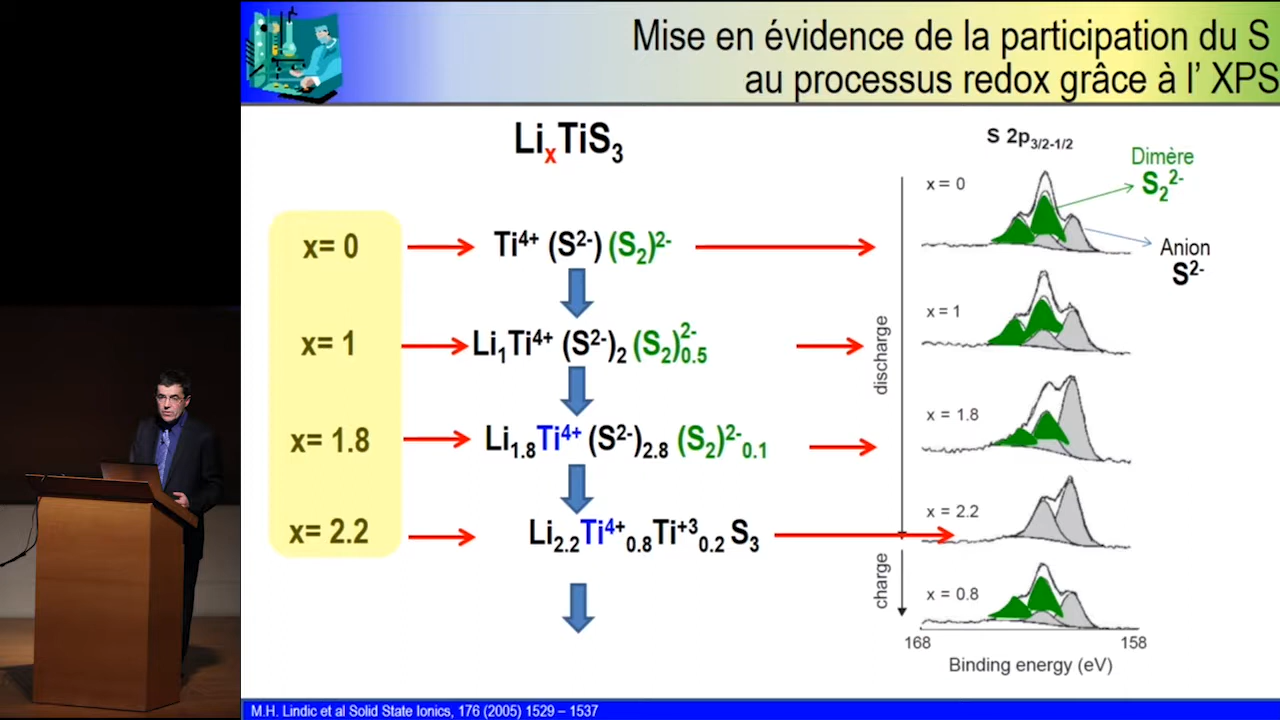 Mise en évidence de la participation du S
au processus redox grâce à l' XPS
LiₓTiS₃
S 2p₃/₂₋₁/₂
Dimère
S₂²⁻
x = 0
Anion
S²⁻
x= 0
Ti⁴⁺ (S²⁻) (S₂)²⁻
x = 1
x= 1
Li₁Ti⁴⁺ (S²⁻)₂ (S₂)²⁻₀.₅
discharge
x = 1.8
x= 1.8
Li₁.₈Ti⁴⁺ (S²⁻)₂.₈ (S₂)²⁻₀.₁
x = 2.2
x= 2.2
Li₂.₂Ti⁴⁺₀.₈Ti⁺³₀.₂ S₃
charge
x = 0.8
168
158
Binding energy (eV)
M.H. Lindic et al Solid State Ionics, 176 (2005) 1529 – 1537